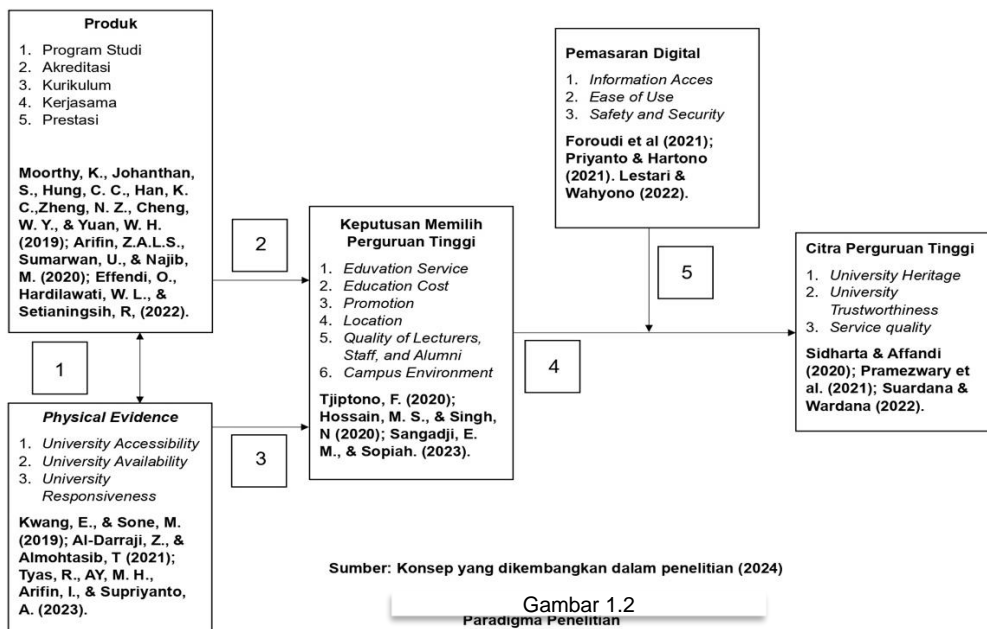 Produk
1. Program Studi
2. Akreditasi
3. Kurikulum
4. Kerjasama
5. Prestasi
Moorthy, K., Johanthan,
S., Hung, C. C., Han, K.
C.,Zheng, N. Z., Cheng,
W. Y., & Yuan, W. H.
(2019); Arifin, Z.A.L.S.,
Sumarwan, U., & Najib,
M. (2020); Effendi, O.,
Hardilawati, W. L., &
Setianingsih, R, (2022).
1
Physical Evidence
1. University Accessibility
2. University Availability
3. University
Responsiveness
Kwang, E., & Sone, M.
(2019); Al-Darraji, Z., &
Almohtasib, T (2021);
Tyas, R., AY, M. H.,
Arifin, I., & Supriyanto,
A. (2023).
2
3
Keputusan Memilih
Perguruan Tinggi
1. Eduvation Service
2. Education Cost
3. Promotion
4. Location
5. Quality of Lecturers,
Staff, and Alumni
6. Campus Environment
Tjiptono, F. (2020);
Hossain, M. S., & Singh,
N (2020); Sangadji, E.
M., & Sopiah. (2023).
4
Pemasaran Digital
1. Information Acces
2. Ease of Use
3. Safety and Security
Foroudi et al (2021);
Priyanto & Hartono
(2021). Lestari &
Wahyono (2022).
5
Citra Perguruan Tinggi
1. University Heritage
2. University
Trustworthiness
3. Service quality
Sidharta & Affandi
(2020); Pramezwary et
al. (2021); Suardana &
Wardana (2022).
Sumber: Konsep yang dikembangkan dalam penelitian (2024)
Gambar 1.2
Paradigma Penelitian